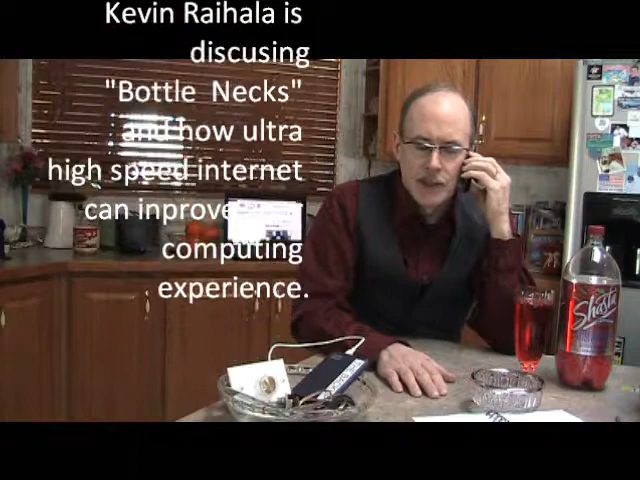 Kevin Raihala is
discusing
"Bottle Necks"
and how ultra
high speed internet
can inprove
computing
experience.
Shasta